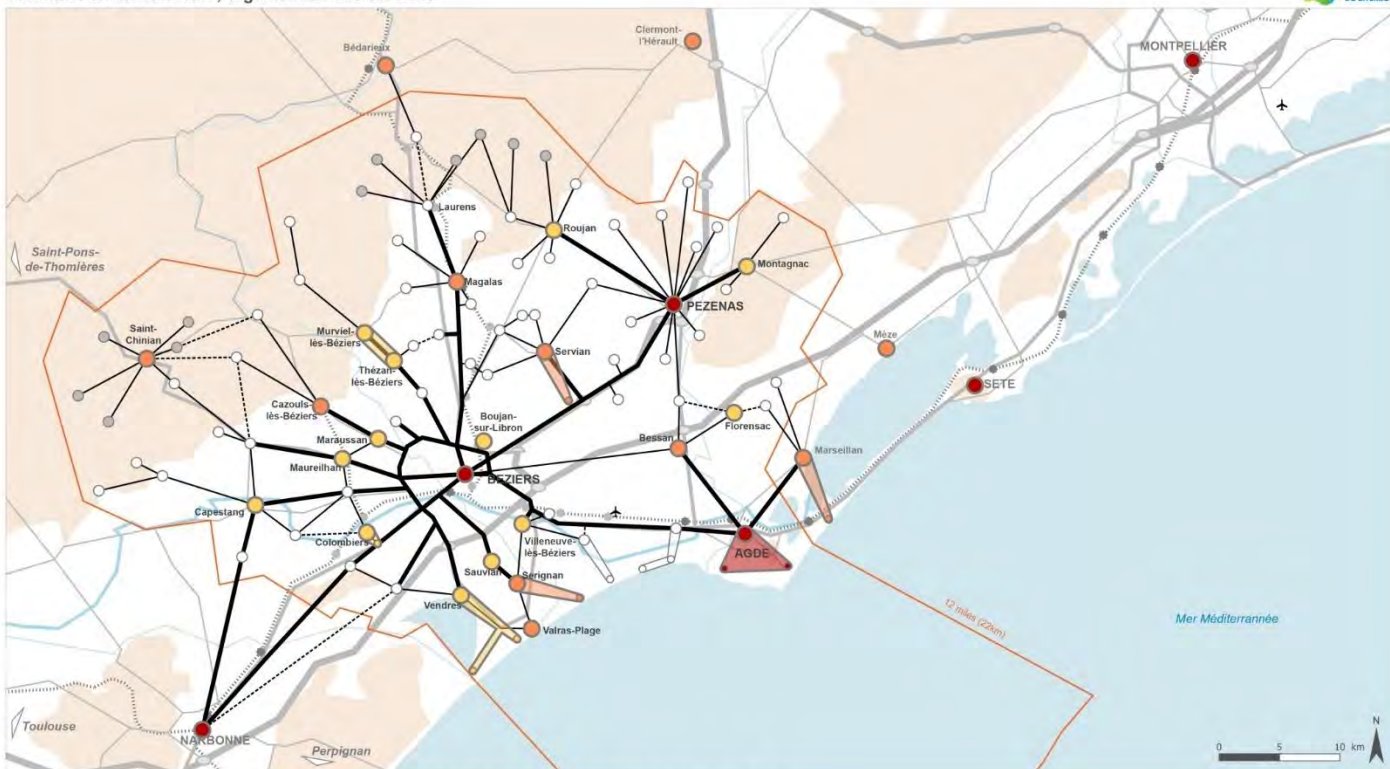 Clermont-
l'Hérault
Bédarieux
MONTPELLIER
Laurens
Roujan
Saint-Pons-
de-Thomières
Montagnac
Magalas
PEZENAS
Saint-
Chinian
Murviel-
lès-Béziers
Servian
Mèze
Thézan-
lès-Béziers
SETE
Cazouls-
lès-Béziers
Boujan-
sur-Libron
Florensac
Maraussan
Bessan
Maureilhan
Marseillan
BEZIERS
Capestang
Colombiers
Villeneuve-
lès-Béziers
AGDE
Sauvian
Sérignan
Vendres
Valras-Plage
12 miles (22km)
Mer Méditerrannée
Toulouse
NARBONNE
Perpignan
N
0 5 10 km